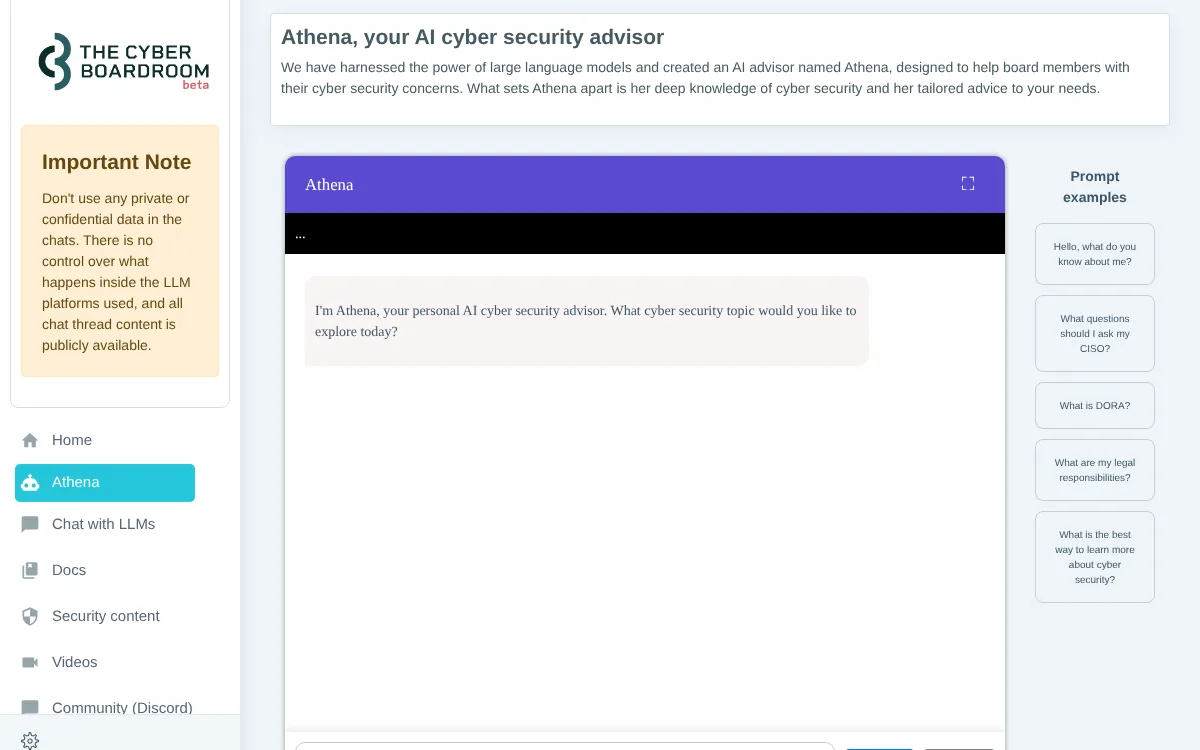 THE CYBER
BOARDROOM
beta
Important Note
Don't use any private or
confidential data in the
chats. There is no
control over what
happens inside the LLM
platforms used, and all
chat thread content is
publicly available.
Home
Athena
Chat with LLMs
Docs
Security content
Videos
Community (Discord)
Athena, your AI cyber security advisor
We have harnessed the power of large language models and created an AI advisor named Athena, designed to help board members with
their cyber security concerns. What sets Athena apart is her deep knowledge of cyber security and her tailored advice to your needs.
Athena
...
I'm Athena, your personal AI cyber security advisor. What cyber security topic would you like to
explore today?
Prompt
examples
Hello, what do you
know about me?
What questions
should I ask my
CISO?
What is DORA?
What are my legal
responsibilities?
What is the best
way to learn more
about cyber
security?